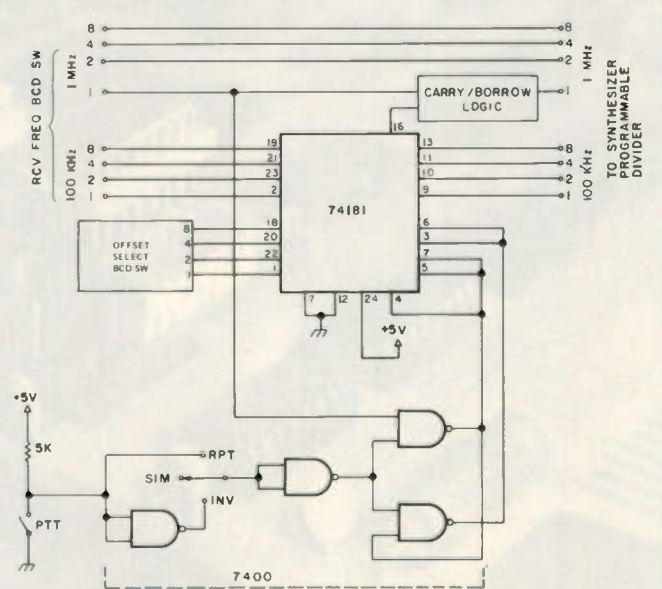 8 8
4 4
2 2
1 1
1 MHz
1 MHz
RCV FREQ BCD SW
TO SYNTHESIZER
PROGRAMMABLE
DIVIDER
CARRY/BORROW
LOGIC
16
8 19 13 8
4 21 11 4
2 23 10 2
1 2 9 1
100 KHz
100 KHz
74181
OFFSET
SELECT
BCD SW
8 18 6
4 20 3
2 22 7
1 1 5
7 12 24 4
+5V
+5V
5K
PTT
RPT
SIM
INV
7400